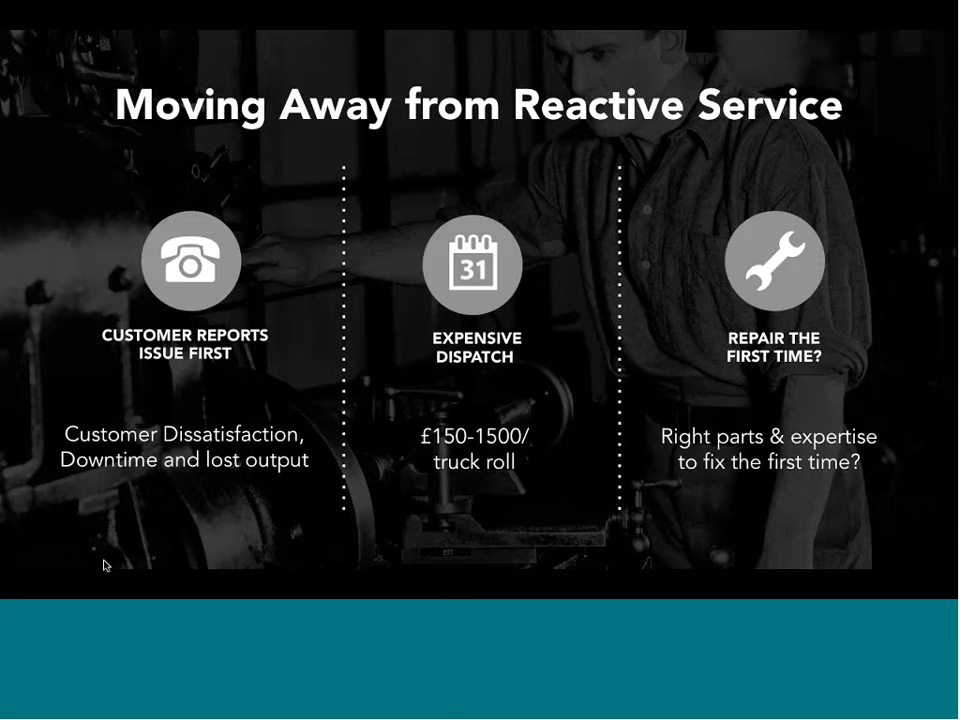 Moving Away from Reactive Service
31
CUSTOMER REPORTS
ISSUE FIRST
Customer Dissatisfaction,
Downtime and lost output
EXPENSIVE
DISPATCH
£150-1500/
truck roll
REPAIR THE
FIRST TIME?
Right parts & expertise
to fix the first time?